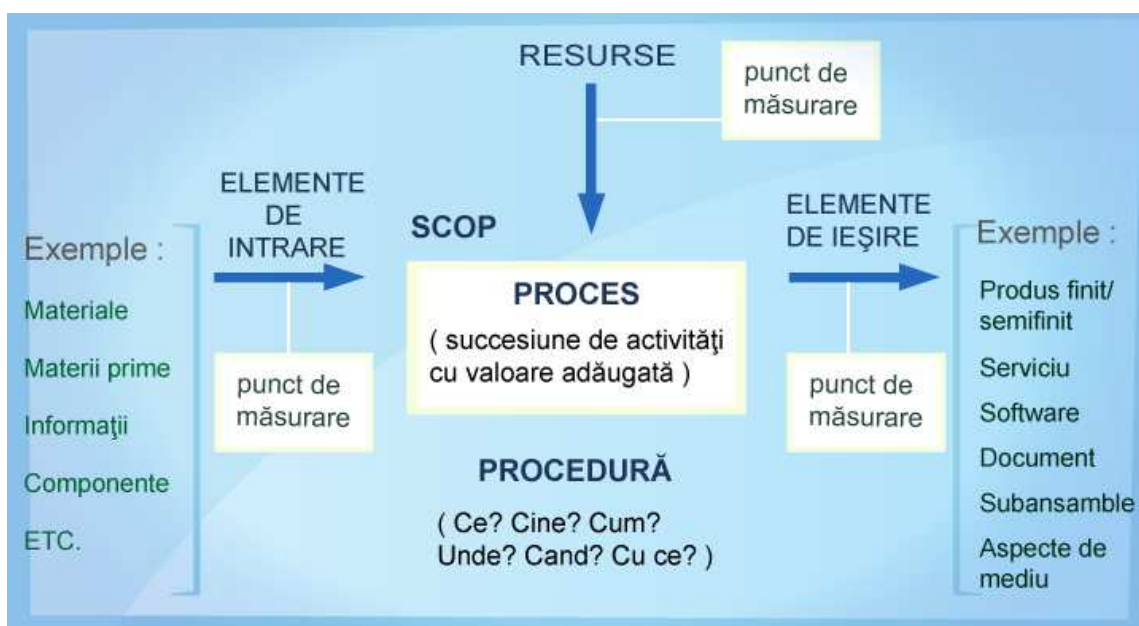 RESURSE
punct de
măsurare
ELEMENTE
DE
INTRARE
Exemple :
Materiale
Materii prime
Informaţii
Componente
ETC.
punct de
măsurare
SCOP
PROCES
( succesiune de activităţi
cu valoare adăugată )
PROCEDURĂ
( Ce? Cine? Cum?
Unde? Cand? Cu ce? )
ELEMENTE
DE IEŞIRE
punct de
măsurare
Exemple :
Produs finit/
semifinit
Serviciu
Software
Document
Subansamble
Aspecte de
mediu